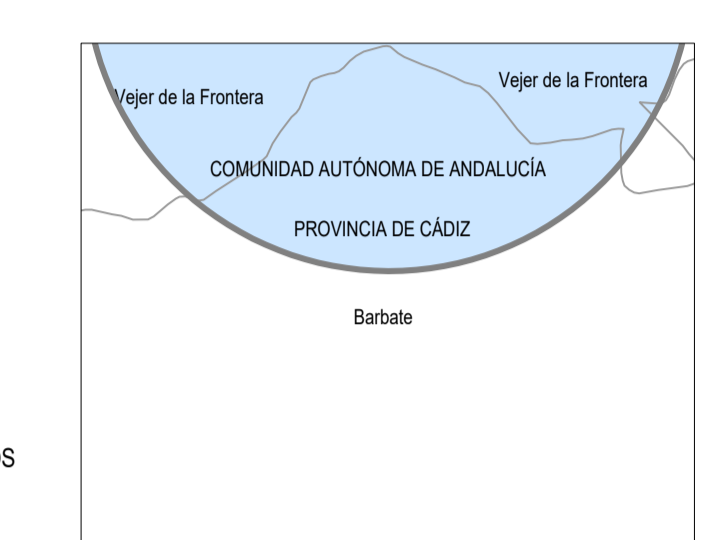 Vejer de la Frontera
Vejer de la Frontera
COMUNIDAD AUTÓNOMA DE ANDALUCÍA
PROVINCIA DE CÁDIZ
Barbate